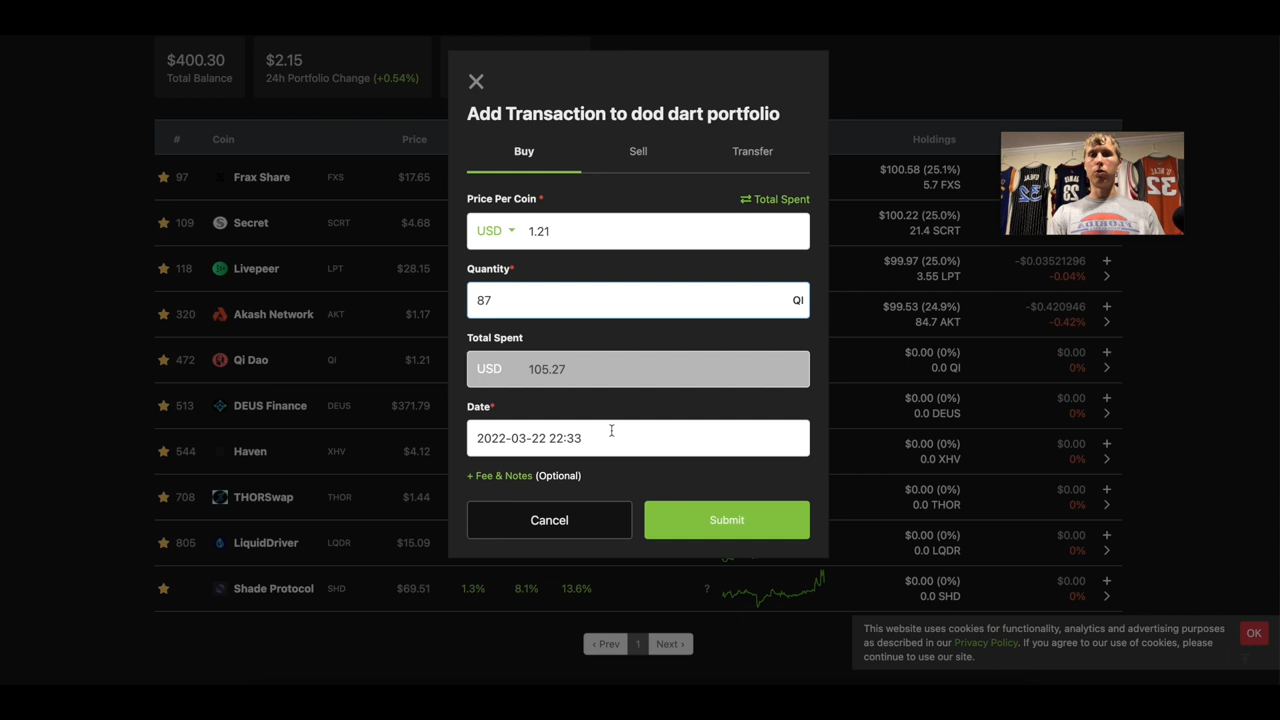 $400.30
Total Balance
$2.15
24h Portfolio Change (+0.54%)
# Coin Price Holdings
97 Frax Share FXS $17.65 $100.58 (25.1%)
5.7 FXS
109 Secret SCRT $4.68 $100.22 (25.0%)
21.4 SCRT
118 Livepeer LPT $28.15 $99.97 (25.0%) -$0.03521296 +
3.55 LPT -0.04% >
320 Akash Network AKT $1.17 $99.53 (24.9%) -$0.420946 +
84.7 AKT -0.42% >
472 Qi Dao QI $1.21 $0.00 (0%) $0.00 +
0.0 QI 0% >
513 DEUS Finance DEUS $371.79 $0.00 (0%) $0.00 +
0.0 DEUS 0% >
544 Haven XHV $4.12 $0.00 (0%) $0.00 +
0.0 XHV 0% >
708 THORSwap THOR $1.44 $0.00 (0%) $0.00 +
0.0 THOR 0% >
805 LiquidDriver LQDR $15.09 $0.00 (0%) $0.00 +
0.0 LQDR 0% >
Shade Protocol SHD $69.51 1.3% 8.1% 13.6% ? $0.00 (0%) $0.00 +
0.0 SHD 0% >
‹ Prev 1 Next ›
Add Transaction to dod dart portfolio
Buy Sell Transfer
Price Per Coin * ⇄ Total Spent
USD 1.21
Quantity*
87 QI
Total Spent
USD 105.27
Date*
2022-03-22 22:33
+ Fee & Notes (Optional)
Cancel Submit
This website uses cookies for functionality, analytics and advertising purposes
as described in our Privacy Policy. If you agree to our use of cookies, please
continue to use our site.
OK
32
23
32
FLORIDA